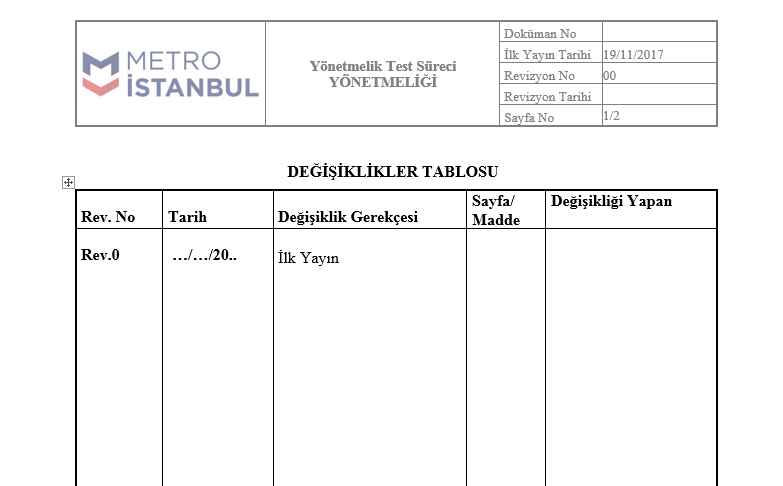 METRO
İSTANBUL
Yönetmelik Test Süreci
YÖNETMELİĞİ
Doküman No
İlk Yayın Tarihi 19/11/2017
Revizyon No 00
Revizyon Tarihi
Sayfa No 1/2
DEĞİŞİKLİKLER TABLOSU
Rev. No Tarih Değişiklik Gerekçesi Sayfa/ Madde Değişikliği Yapan
Rev.0 …/…/20.. İlk Yayın